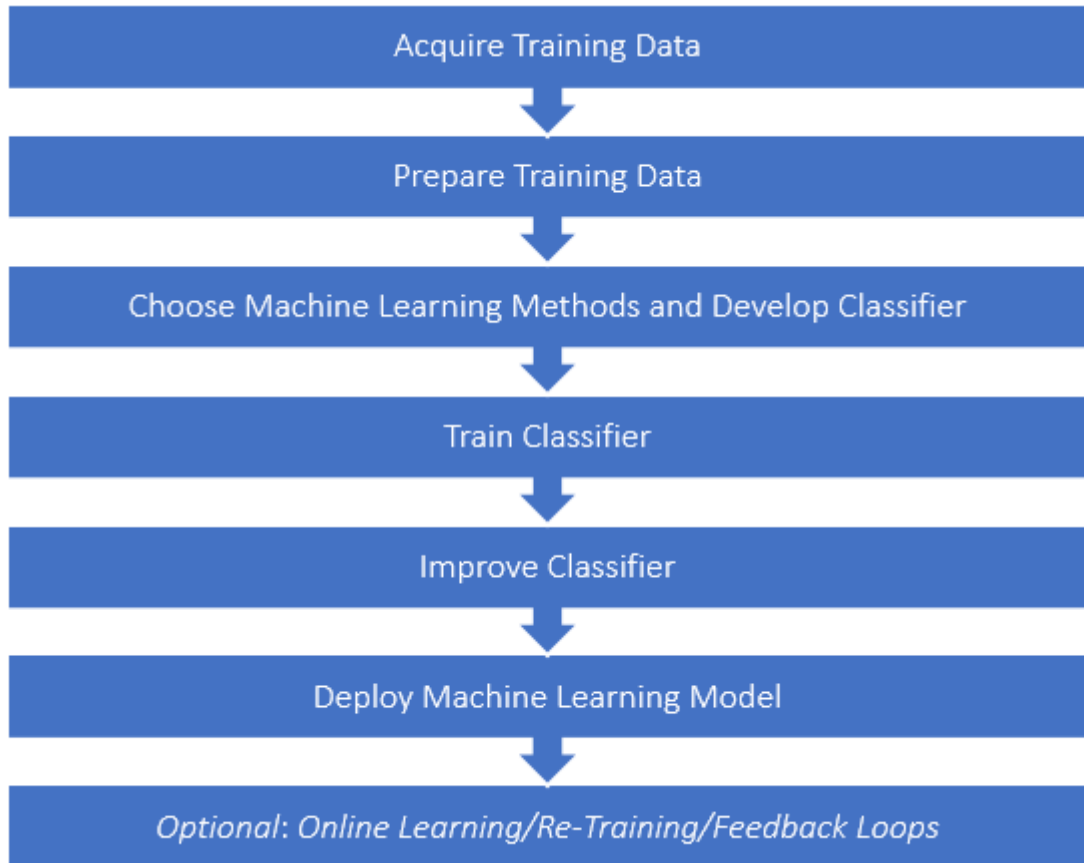 Acquire Training Data
Prepare Training Data
Choose Machine Learning Methods and Develop Classifier
Train Classifier
Improve Classifier
Deploy Machine Learning Model
Optional: Online Learning/Re-Training/Feedback Loops